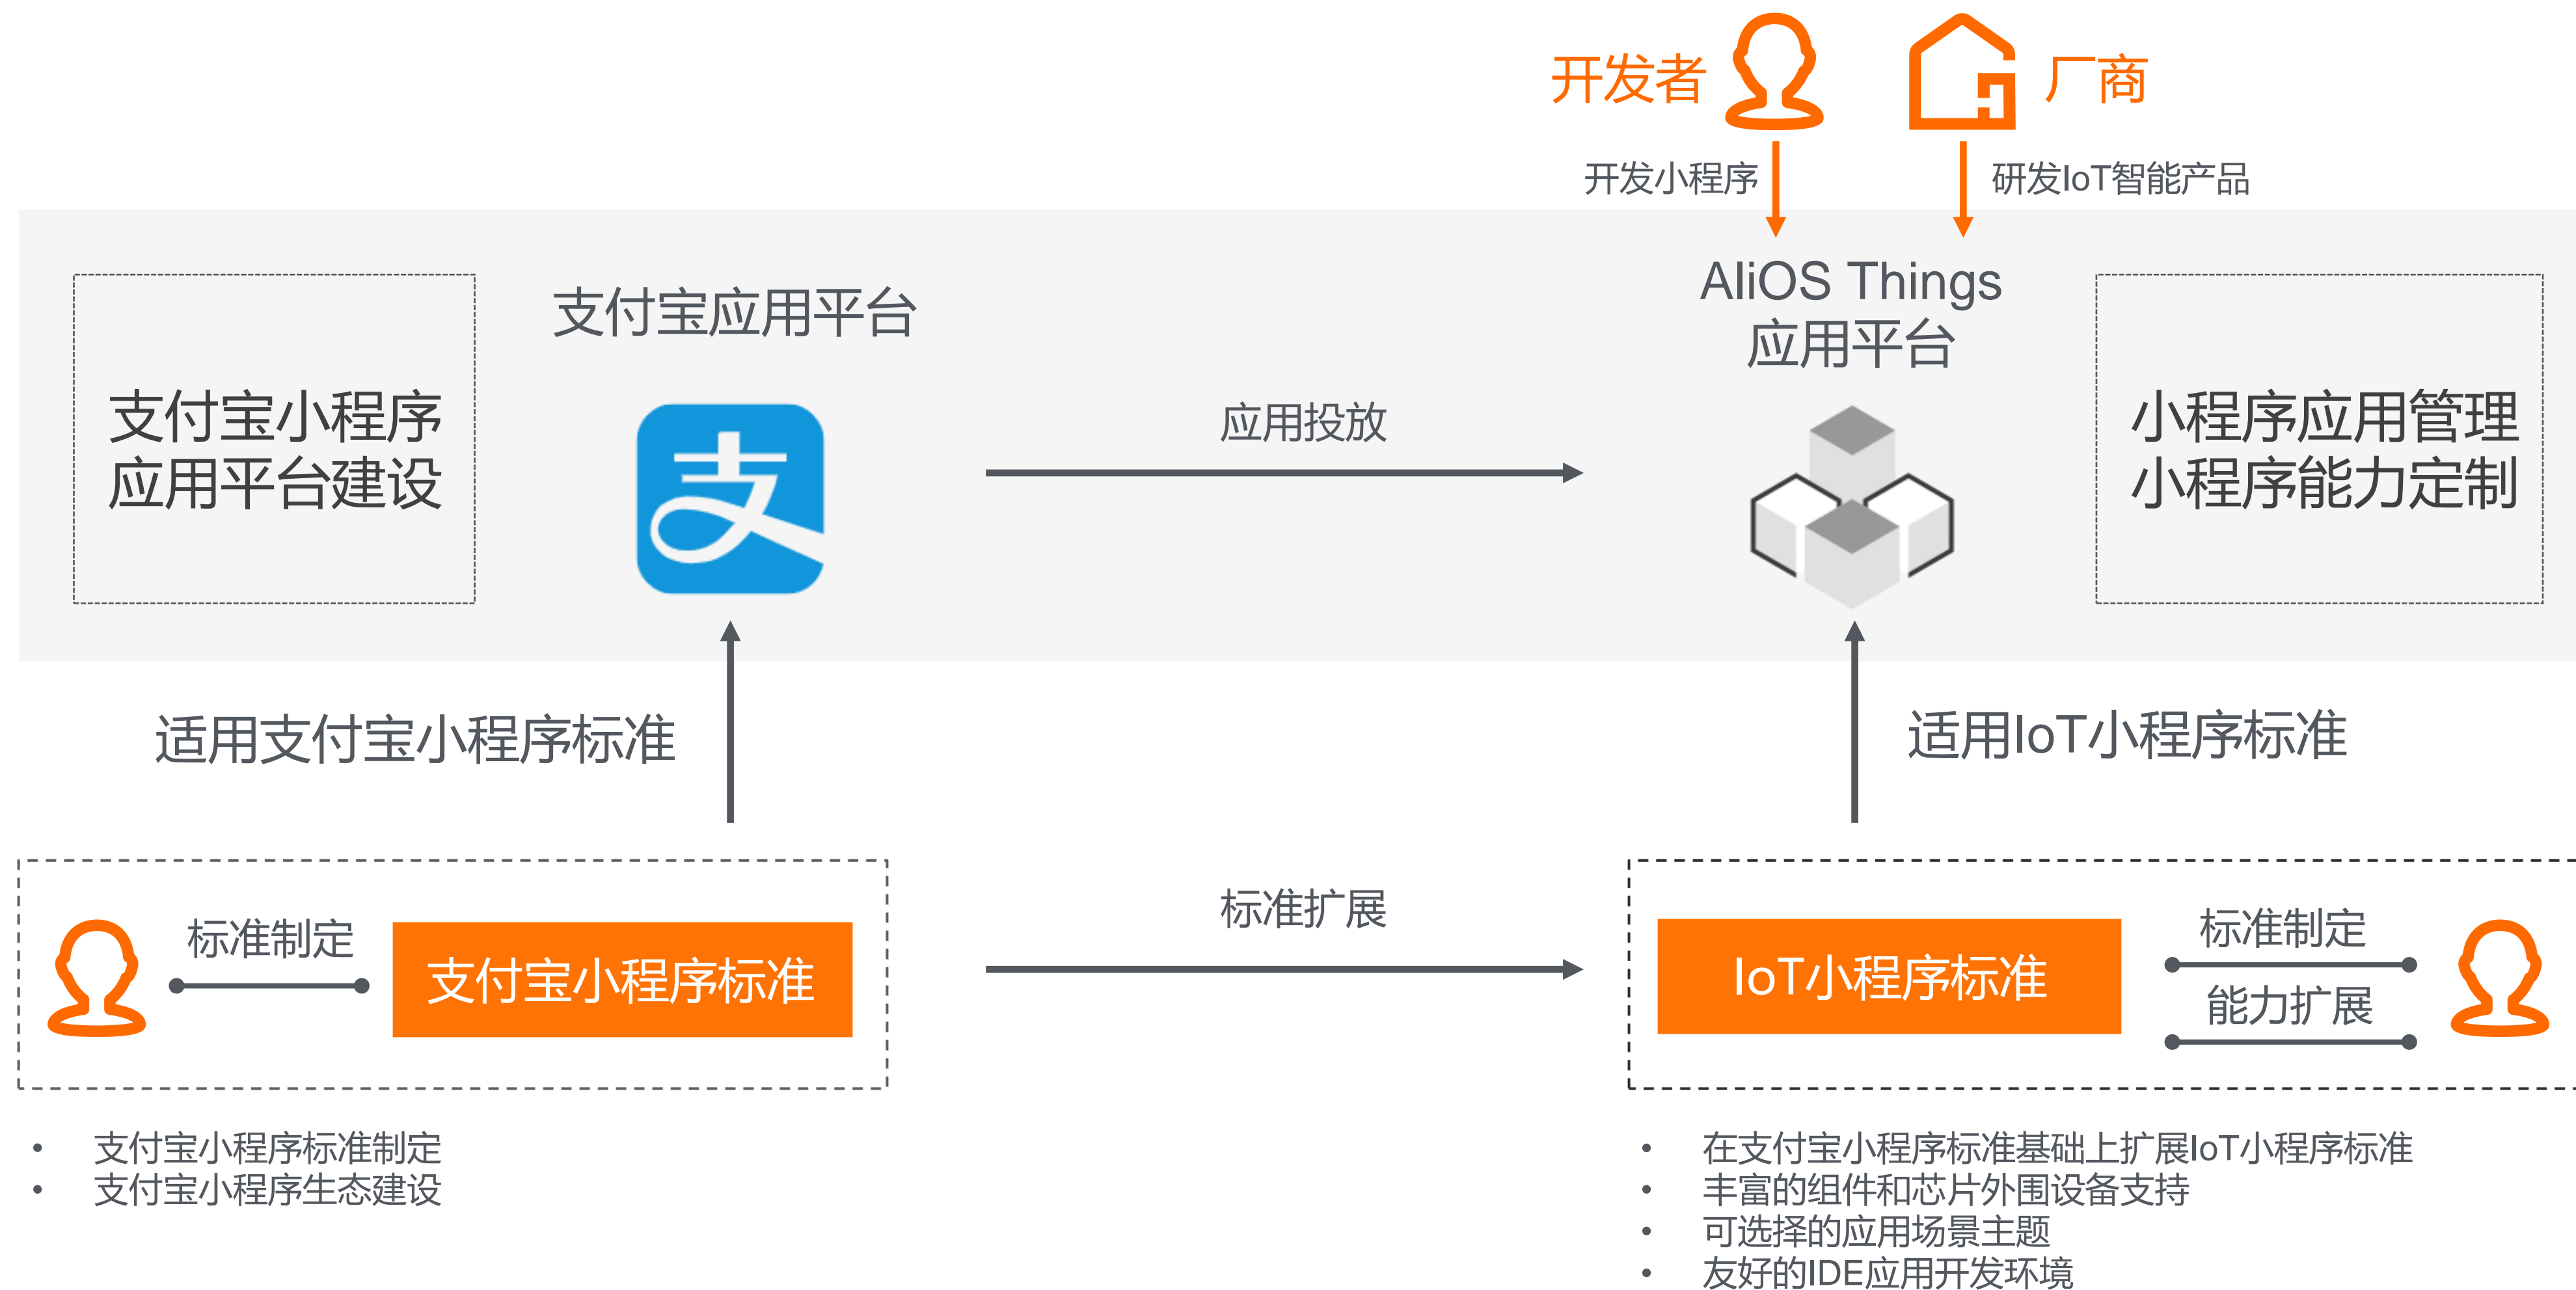 开发者
厂商
开发小程序
研发IoT智能产品
支付宝小程序
应用平台建设
支付宝应用平台
支
应用投放
AliOS Things
应用平台
小程序应用管理
小程序能力定制
适用支付宝小程序标准
适用IoT小程序标准
标准制定
支付宝小程序标准
标准扩展
IoT小程序标准
标准制定
能力扩展
• 支付宝小程序标准制定
• 支付宝小程序生态建设
• 在支付宝小程序标准基础上扩展IoT小程序标准
• 丰富的组件和芯片外围设备支持
• 可选择的应用场景主题
• 友好的IDE应用开发环境